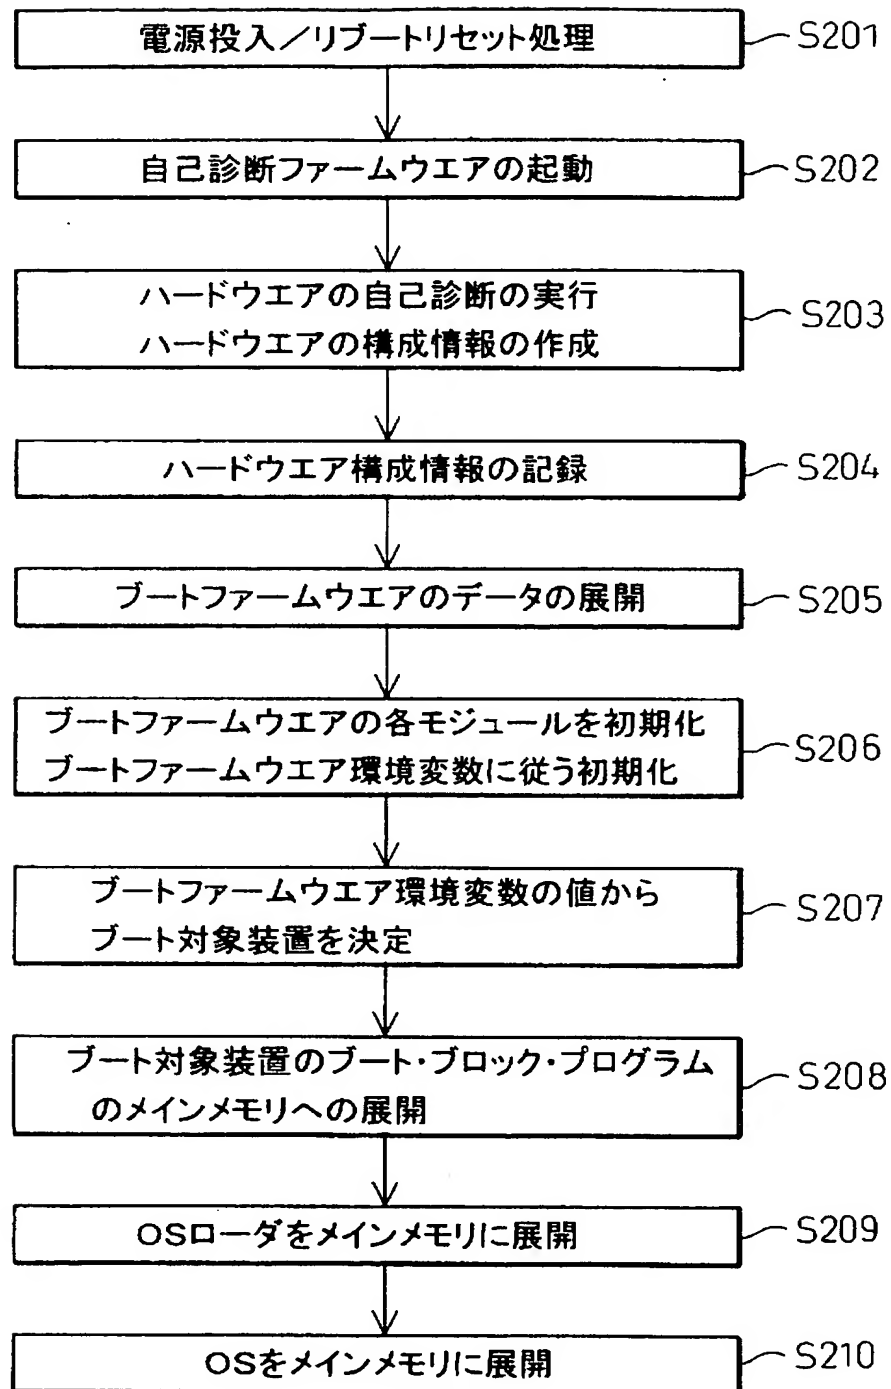 電源投入／リブートリセット処理
S201
自己診断ファームウエアの起動
S202
ハードウエアの自己診断の実行
ハードウエアの構成情報の作成
S203
ハードウエア構成情報の記録
S204
ブートファームウエアのデータの展開
S205
ブートファームウエアの各モジュールを初期化
ブートファームウエア環境変数に従う初期化
S206
ブートファームウエア環境変数の値から
ブート対象装置を決定
S207
ブート対象装置のブート・ブロック・プログラム
のメインメモリへの展開
S208
OSローダをメインメモリに展開
S209
OSをメインメモリに展開
S210